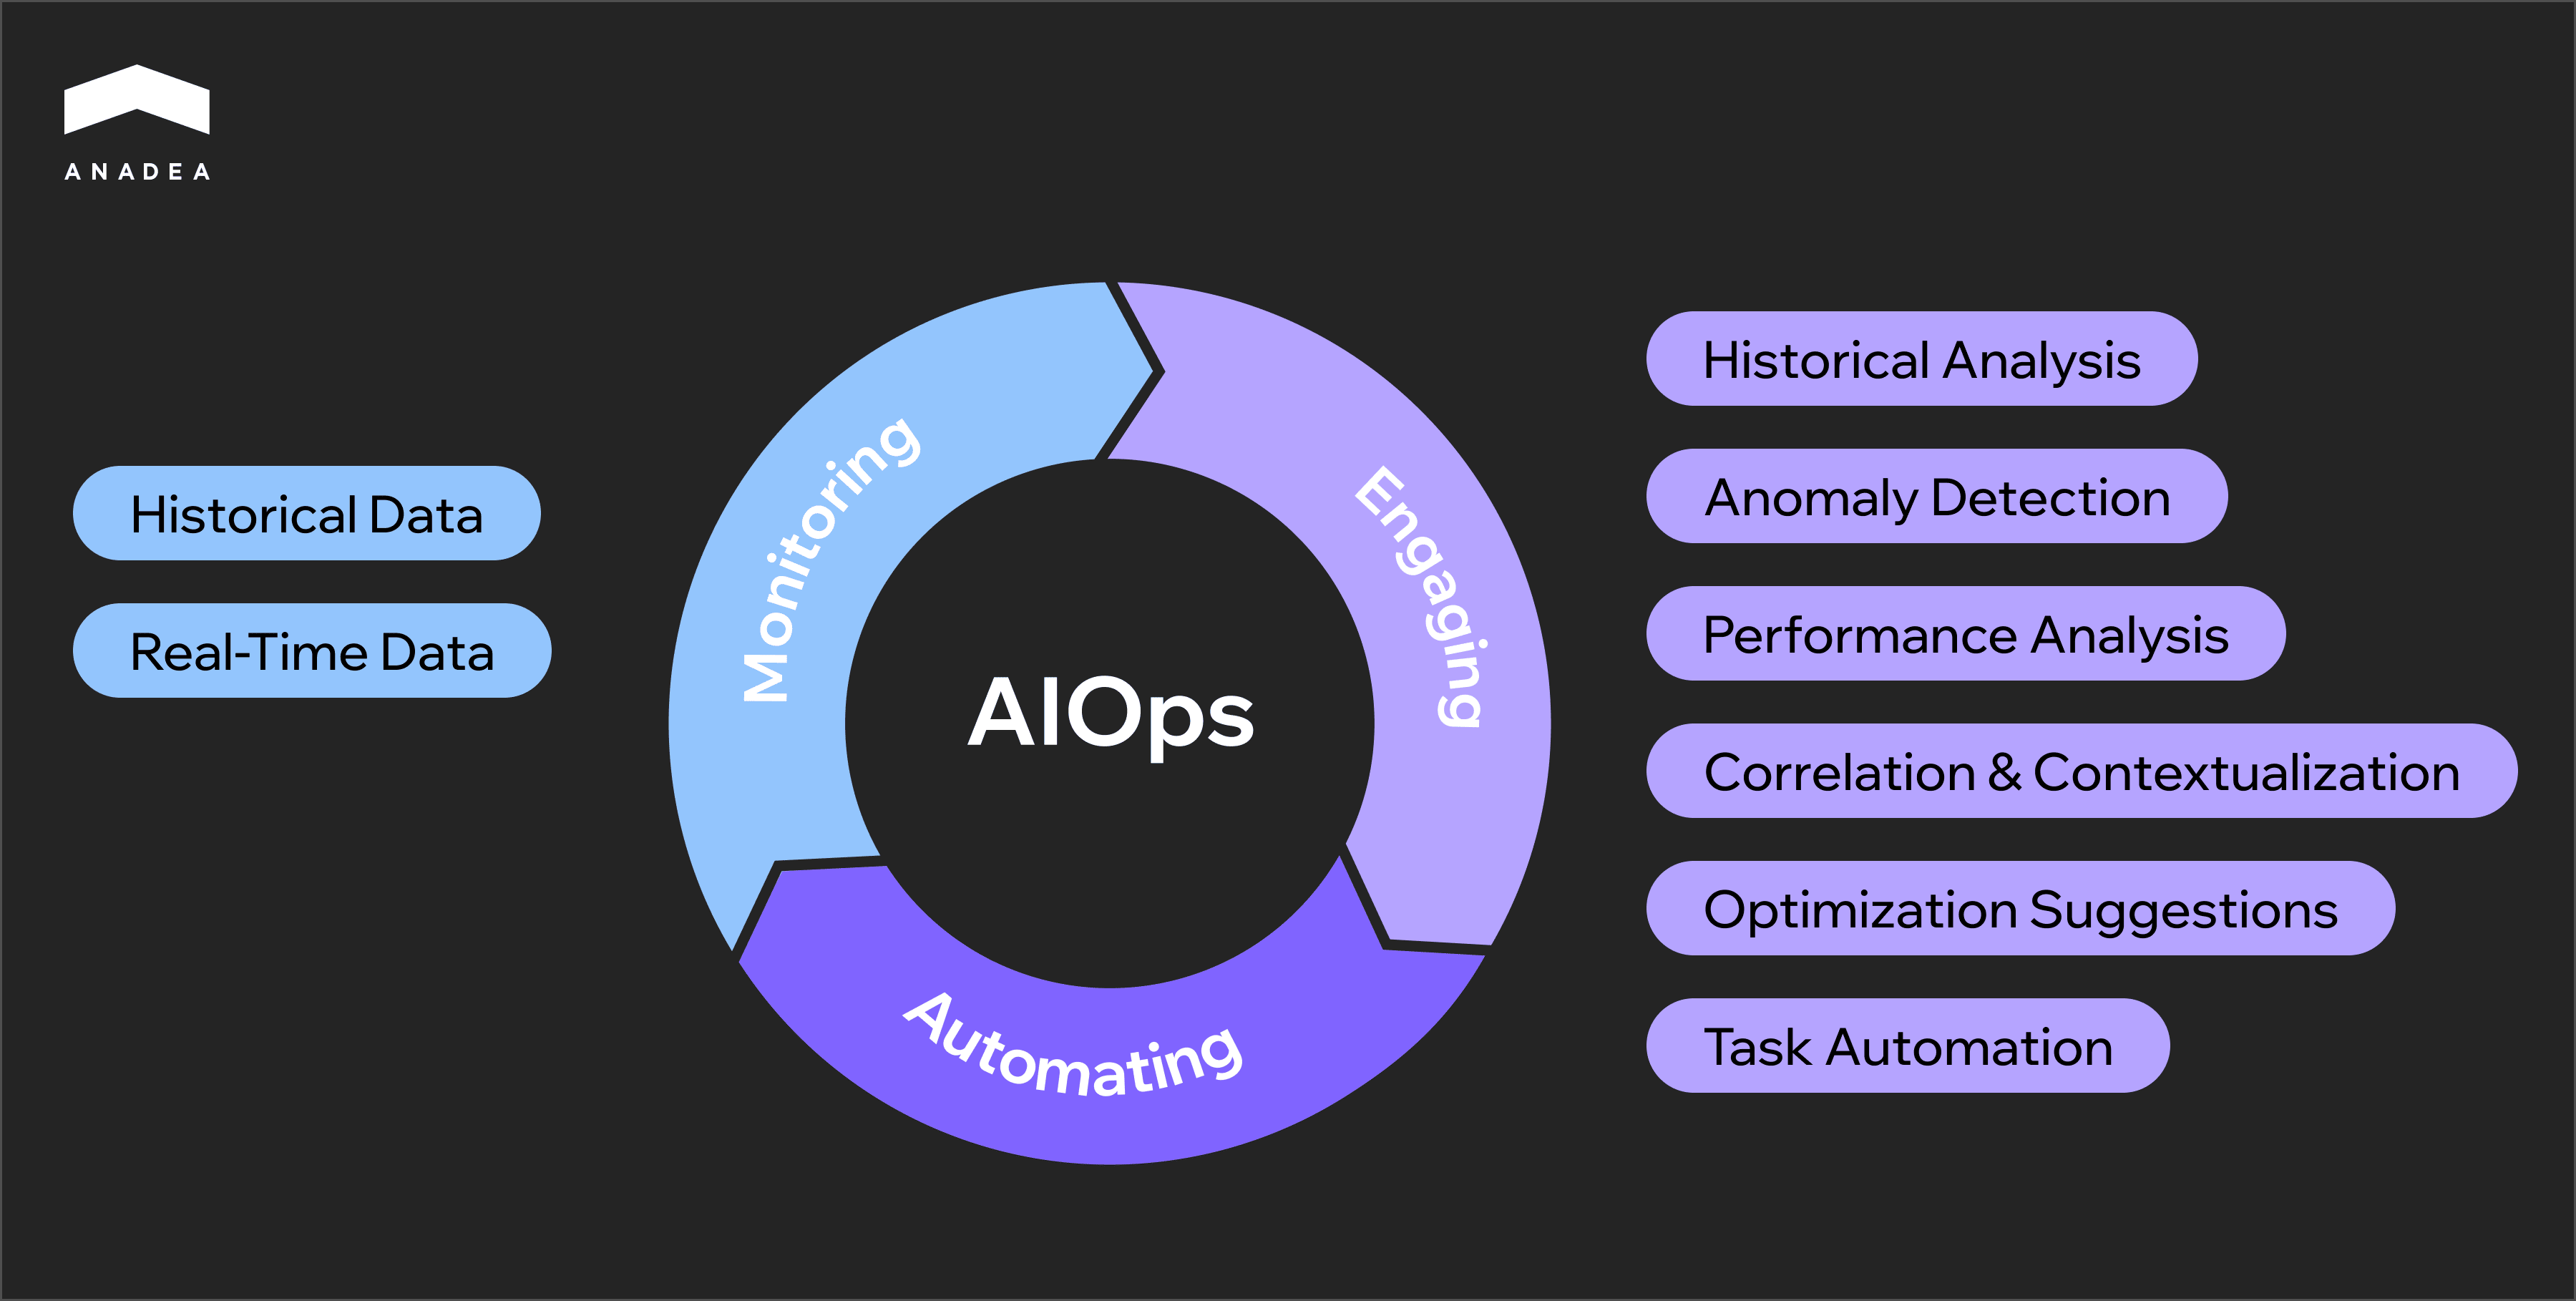 ANADEA
Historical Data
Real-Time Data
Monitoring
Engaging
Automating
AIOps
Historical Analysis
Anomaly Detection
Performance Analysis
Correlation & Contextualization
Optimization Suggestions
Task Automation